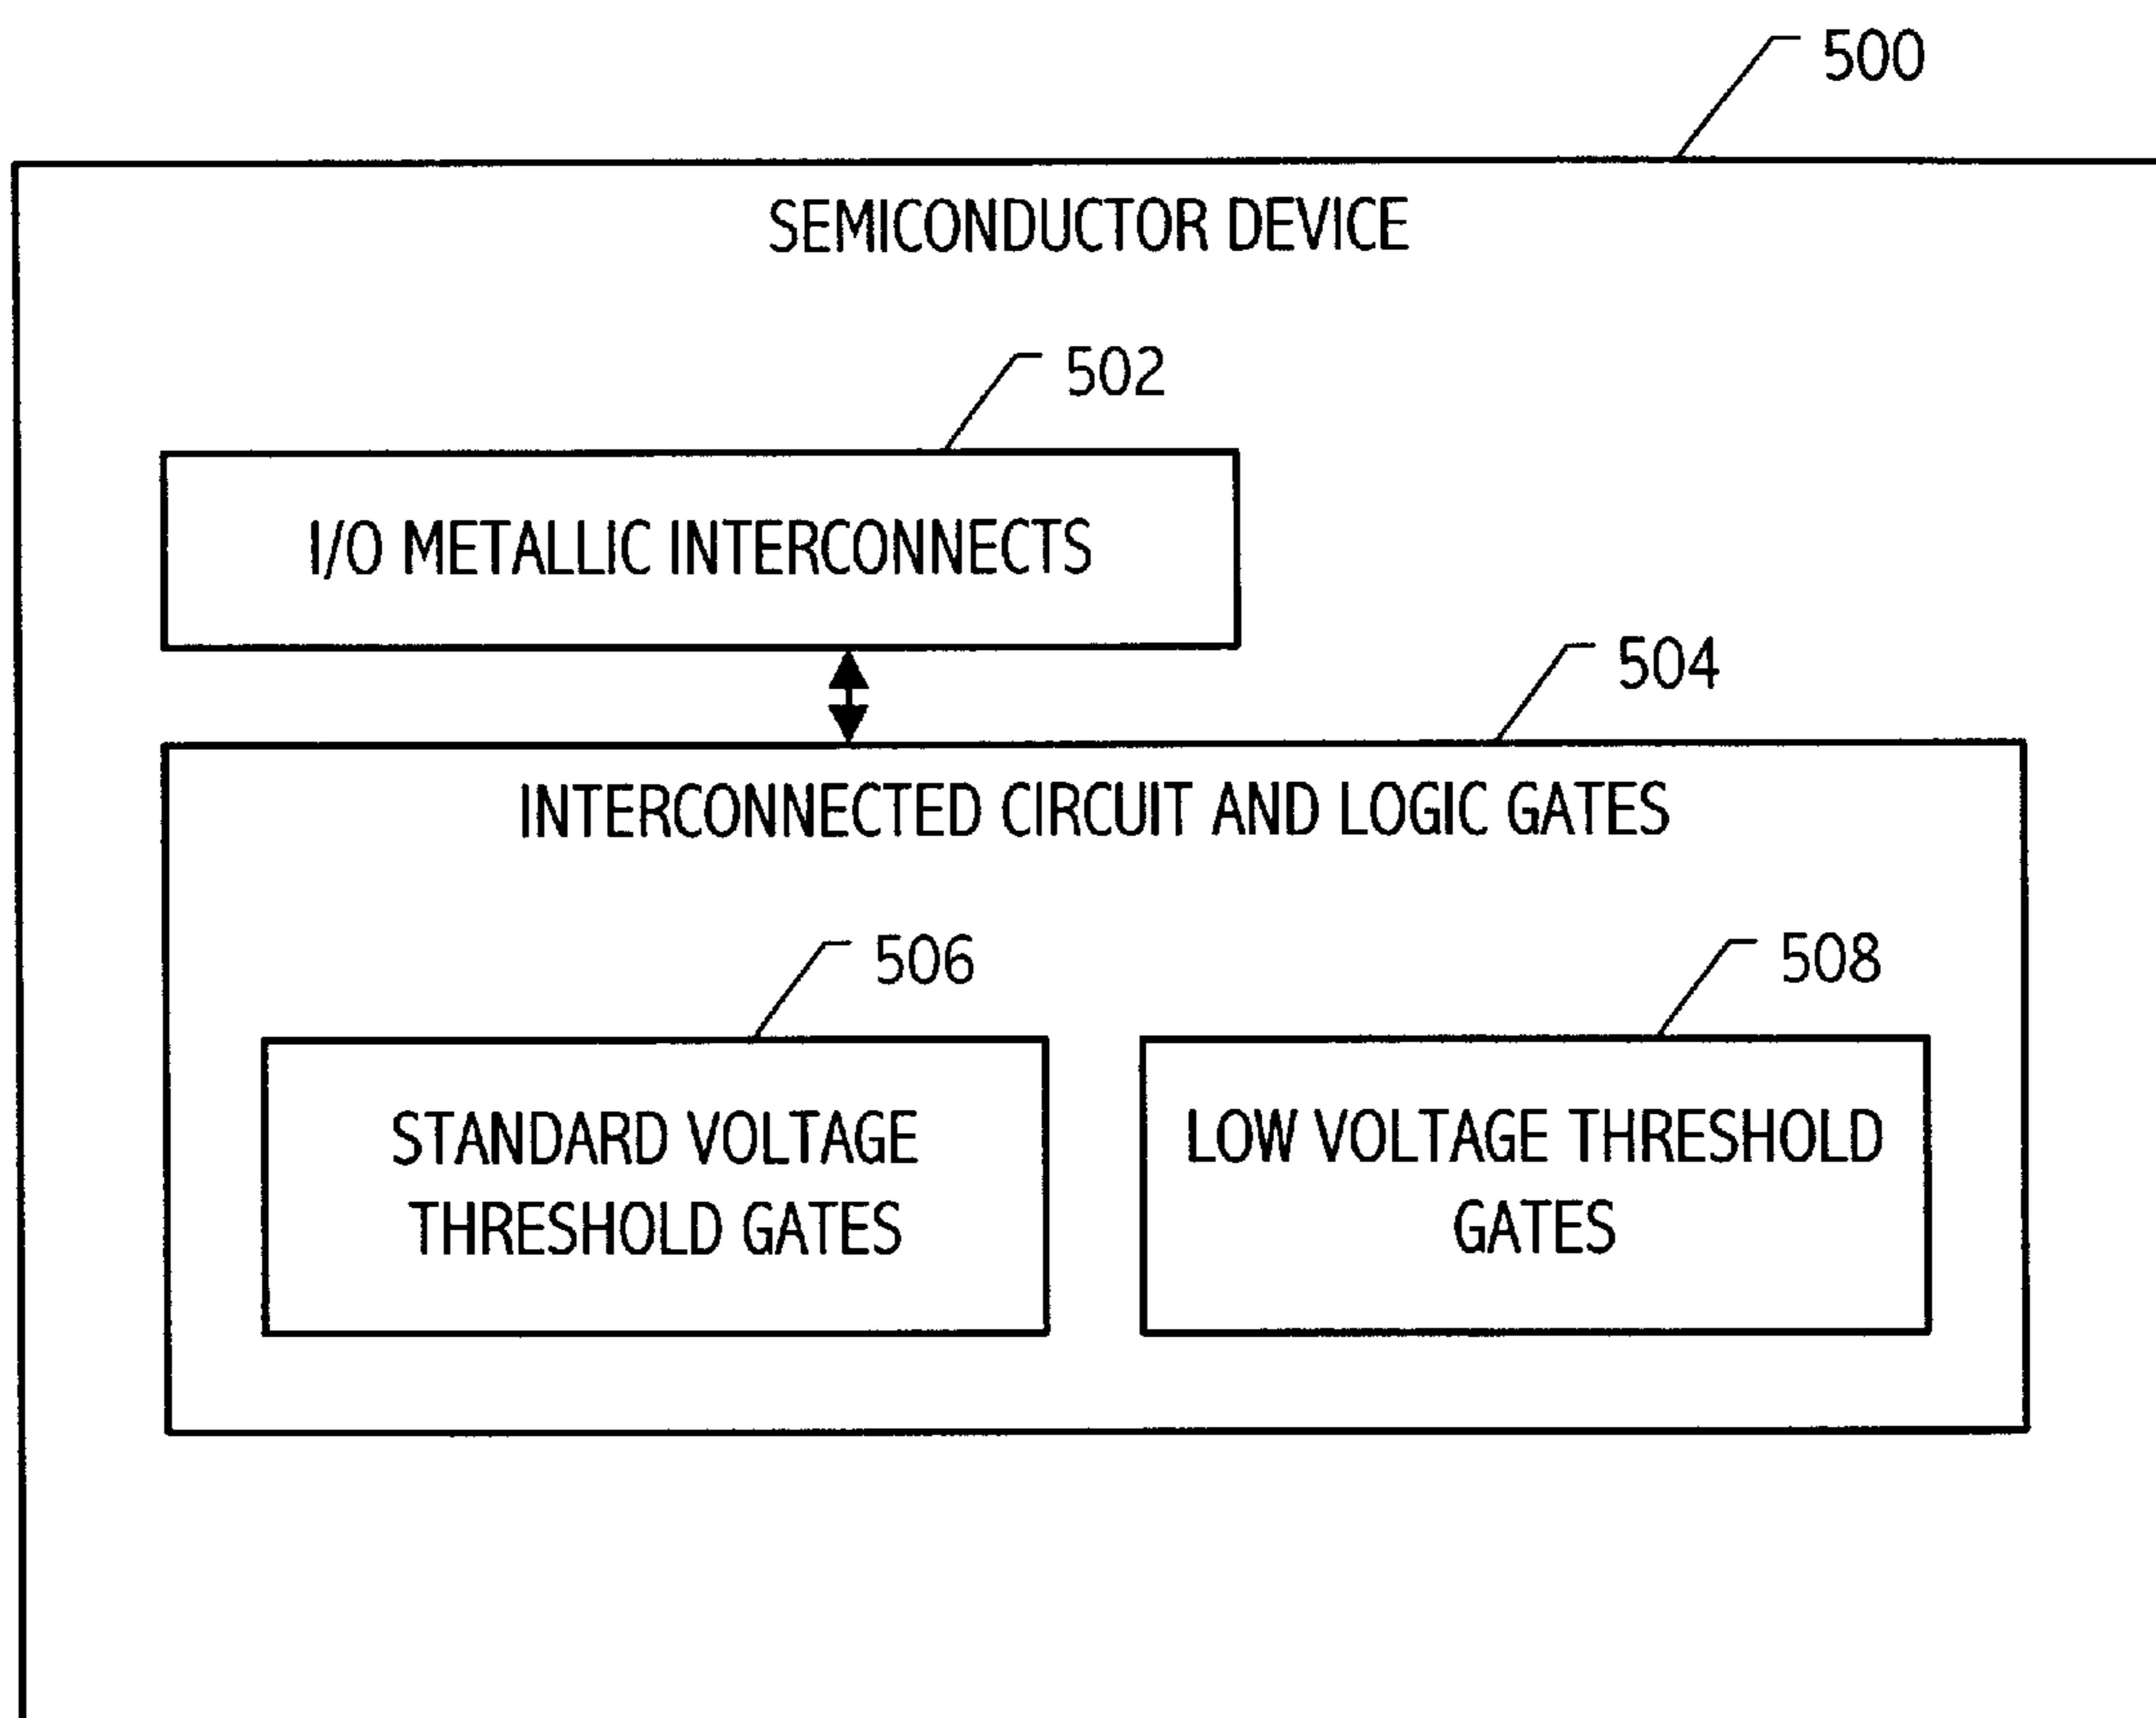 500
SEMICONDUCTOR DEVICE
502
I/O METALLIC INTERCONNECTS
504
INTERCONNECTED CIRCUIT AND LOGIC GATES
506
STANDARD VOLTAGE
THRESHOLD GATES
508
LOW VOLTAGE THRESHOLD
GATES